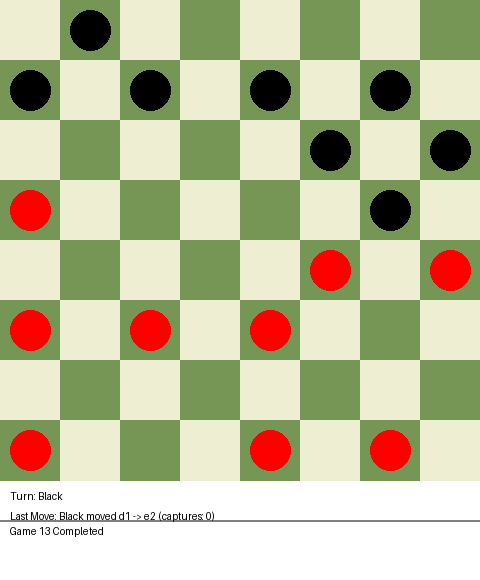 Turn: Black
Last Move: Black moved d1 -> e2 (captures: 0)
Game 13 Completed